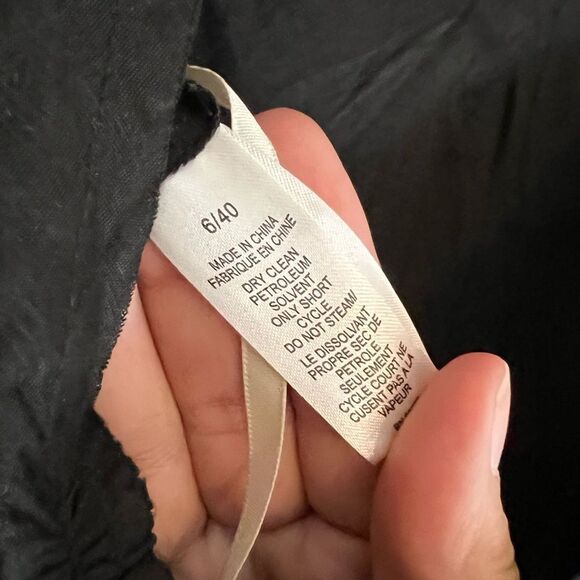 6/40
MADE IN CHINA
FABRIQUE EN CHINE
DRY CLEAN
PETROLEUM
SOLVENT
ONLY SHORT
CYCLE
DO NOT STEAM/
LE DISSOLVANT
PROPRE SEC DE
PETROLE
SEULEMENT
CYCLE COURT NE
CUSENT PAS A LA
VAPEUR